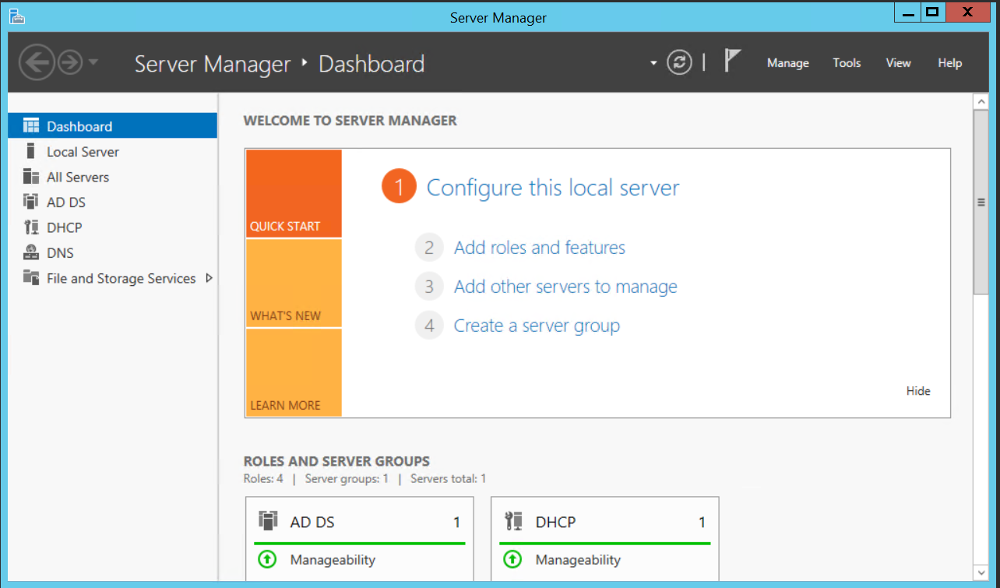 Server Manager
Server Manager ‣ Dashboard
Manage Tools View Help
Dashboard
Local Server
All Servers
AD DS
DHCP
DNS
File and Storage Services
WELCOME TO SERVER MANAGER
QUICK START
WHAT'S NEW
LEARN MORE
1 Configure this local server
2 Add roles and features
3 Add other servers to manage
4 Create a server group
Hide
ROLES AND SERVER GROUPS
Roles: 4 | Server groups: 1 | Servers total: 1
AD DS 1
Manageability
DHCP 1
Manageability